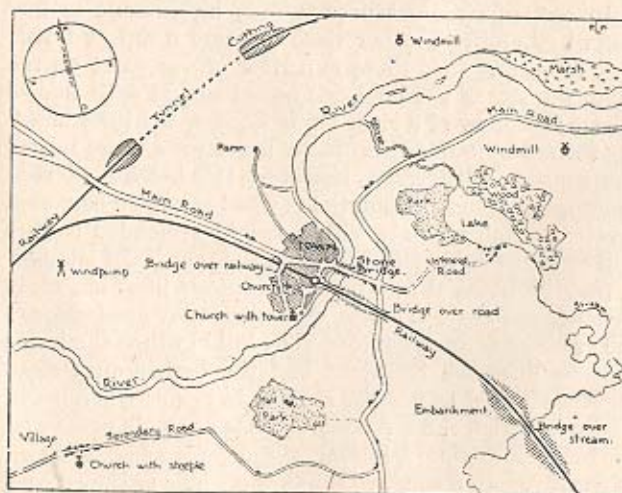 Cutting
Windmill
Marsh
River
Tunnel
Main Road
Farm
Windmill
Main Road
Park
Wood
Lake
Railway
Town
Stone
Bridge
Bridge over railway
Road
Windpump
Church
Bridge over road
Church with tower
Railway
River
Park
Embankment
Bridge over
stream
Village
Secondary Road
Church with steeple